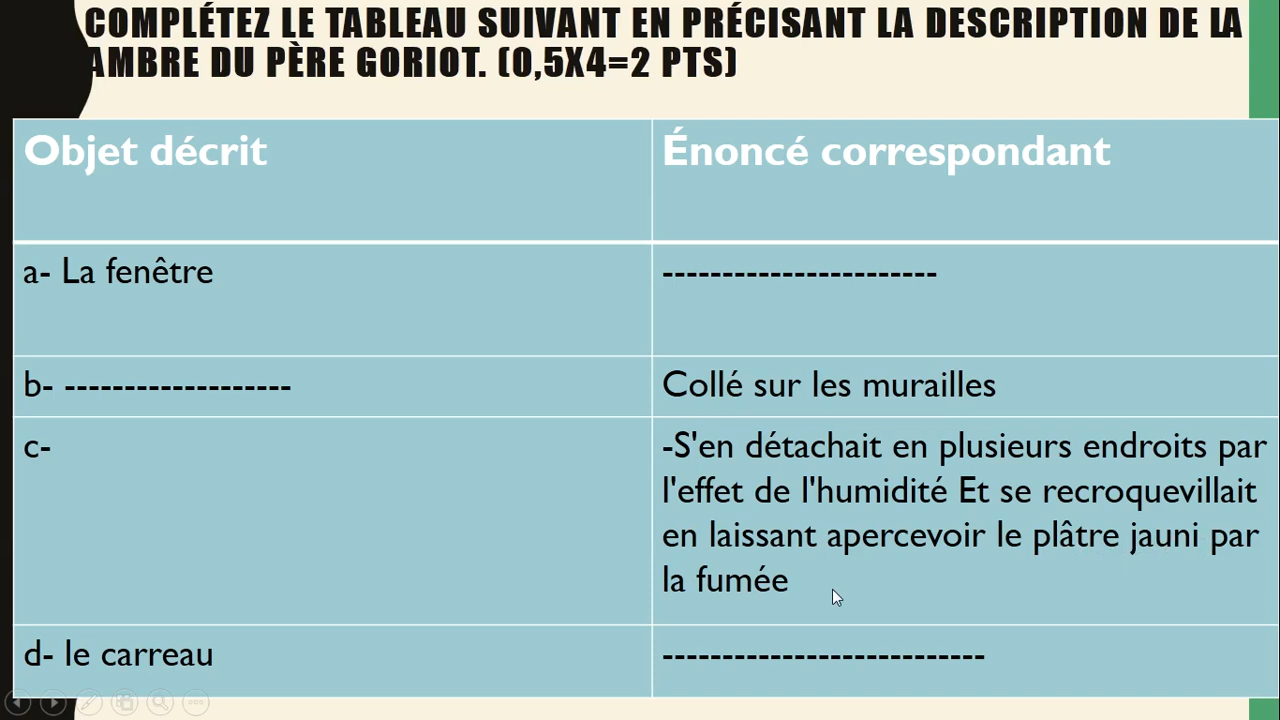 COMPLÉTEZ LE TABLEAU SUIVANT EN PRÉCISANT LA DESCRIPTION DE LA
AMBRE DU PÈRE GORIOT. (0,5X4=2 PTS)
Objet décrit
Énoncé correspondant
a- La fenêtre
-----------------------
b- -------------------
Collé sur les murailles
c-
-S'en détachait en plusieurs endroits par
l'effet de l'humidité Et se recroquevillait
en laissant apercevoir le plâtre jauni par
la fumée
d- le carreau
---------------------------